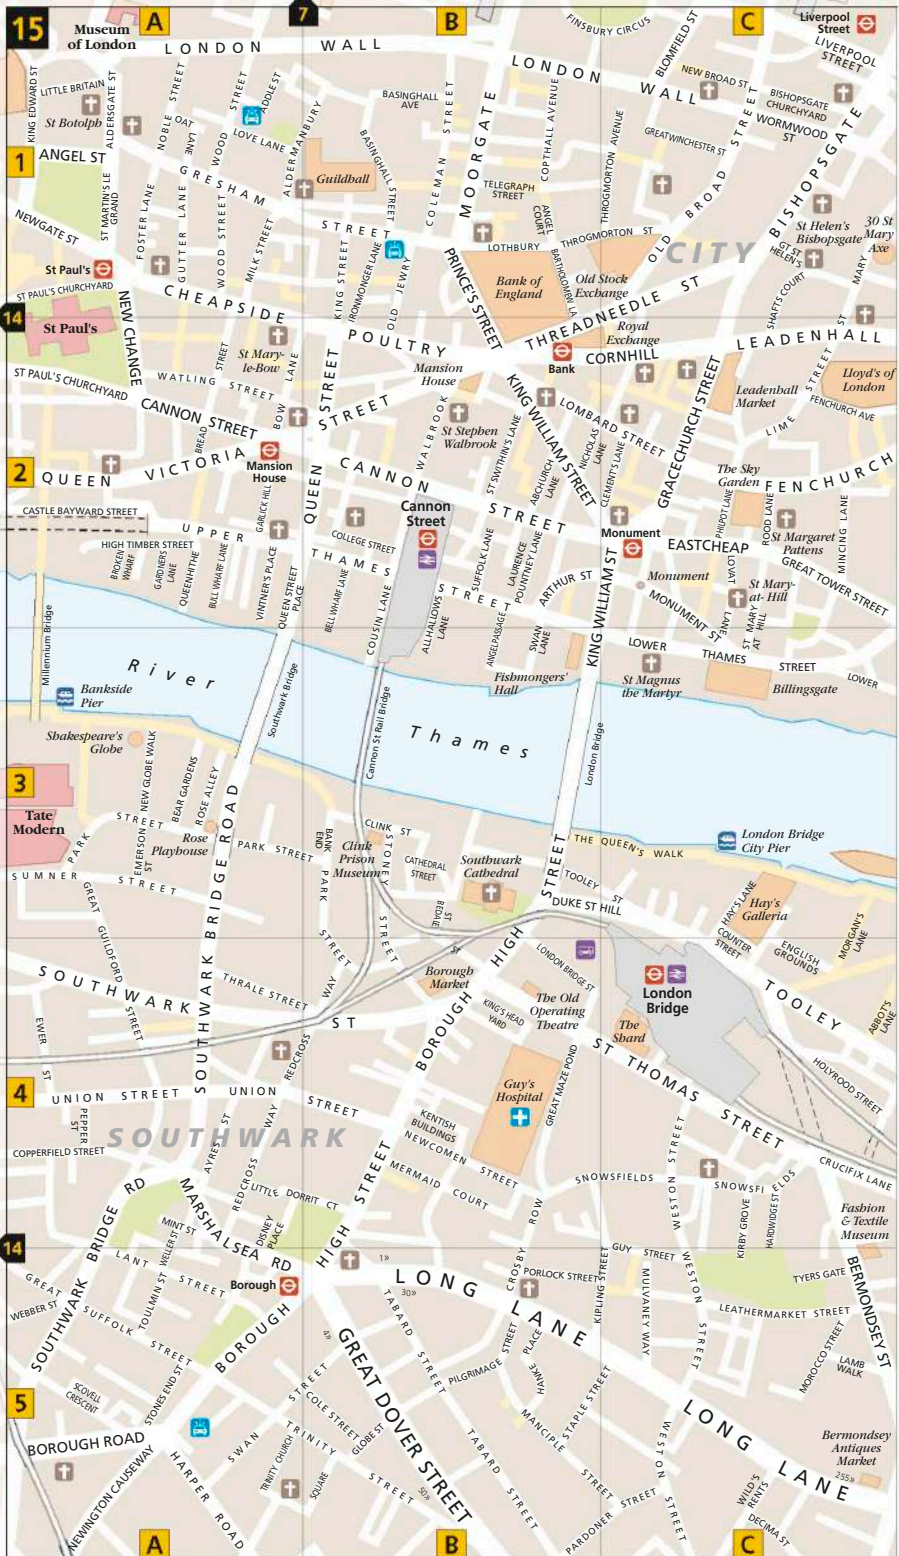 15
A
7
B
C
Museum
of London
LONDON WALL
FINSBURY CIRCUS
BLOMFIELD ST
Liverpool
Street
LIVERPOOL
STREET
LONDON WALL
NEW BROAD ST
BISHOPSGATE
CHURCHYARD
WORMWOOD
ST
KING EDWARD ST
LITTLE BRITAIN
St Botolph
ALDERSGATE ST
NOBLE STREET
OAT
LANE
WOOD STREET
ADDLE ST
LOVE LANE
ALDERMANBURY
BASINGHALL
AVE
BASINGHALL STREET
COLEMAN STREET
MOORGATE
COPTHALL AVENUE
THROGMORTON AVENUE
GREAT WINCHESTER ST
OLD BROAD STREET
BISHOPSGATE
1
ANGEL ST
ST MARTIN'S LE
GRAND
FOSTER LANE
GUTTER LANE
GRESHAM STREET
WOOD STREET
MILK STREET
Guildhall
TELEGRAPH
STREET
ANGEL
COURT
THROGMORTON ST
LOTHBURY
CITY
St Helen's
Bishopsgate
GT ST
HELEN'S
30 St
Mary
Axe
NEWGATE ST
St Paul's
ST PAUL'S CHURCHYARD
KING STREET
IRONMONGER LANE
OLD JEWRY
PRINCE'S STREET
Bank of
England
BARTHOLOMEW LA
Old Stock
Exchange
THREADNEEDLE ST
SHAFTS COURT
MARY
14
St Paul's
NEW CHANGE
CHEAPSIDE
POULTRY
Royal
Exchange
Bank
CORNHILL
LEADENHALL
ST
St Mary-
le-Bow
Mansion
House
ST PAUL'S CHURCHYARD
WATLING STREET
CANNON STREET
BREAD STREET
BOW LANE
QUEEN STREET
STREET
WALBROOK
St Stephen
Walbrook
KING WILLIAM STREET
LOMBARD STREET
GRACECHURCH STREET
Leadenhall
Market
LIME STREET
Lloyd's of
London
FENCHURCH AVE
2
QUEEN VICTORIA
Mansion
House
CANNON STREET
ST SWITHIN'S LANE
ABCHURCH
LANE
NICHOLAS
LANE
CLEMENT'S LANE
The Sky
Garden
FENCHURCH
CASTLE BAYWARD STREET
UPPER THAMES STREET
HIGH TIMBER STREET
BROKEN
WHARF
GARDNERS
LANE
QUEENHITHE
BULL WHARF LANE
GARLICK HILL
VINTNER'S PLACE
QUEEN STREET
PLACE
COLLEGE STREET
BELL WHARF LANE
COUSIN LANE
Cannon
Street
ALLHALLOWS
LANE
SUFFOLK LANE
LAURENCE
POUNTNEY LANE
ANGEL PASSAGE
SWAN
LANE
ARTHUR ST
KING WILLIAM ST
Monument
EASTCHEAP
PHILPOT LANE
ROOD LANE
St Margaret
Pattens
MINCING LANE
GREAT TOWER STREET
Monument
MONUMENT ST
LOVAT
LANE
St Mary-
at- Hill
ST MARY
AT HILL
LOWER THAMES STREET
LOWER
Millennium Bridge
River Thames
Southwark Bridge
Cannon St Rail Bridge
London Bridge
Fishmongers'
Hall
St Magnus
the Martyr
Billingsgate
Bankside
Pier
Shakespeare's
Globe
3
Tate
Modern
PARK STREET
EMERSON
ST
NEW GLOBE WALK
BEAR GARDENS
ROSE ALLEY
Rose
Playhouse
PARK STREET
SOUTHWARK BRIDGE ROAD
BANK
END
PARK STREET
CLINK ST
Clink
Prison
Museum
STONEY STREET
CATHEDRAL
STREET
Southwark
Cathedral
BEDALE
ST
ST
THE QUEEN'S WALK
London Bridge
City Pier
TOOLEY ST
DUKE ST HILL
HAY'S LANE
Hay's
Galleria
COUNTER
STREET
ENGLISH
GROUNDS
MORGAN'S
LANE
SUMNER STREET
GREAT GUILDFORD STREET
SOUTHWARK ST
THRALE STREET
REDCROSS WAY
Borough
Market
BOROUGH HIGH STREET
LONDON BRIDGE ST
KING'S HEAD
YARD
The Old
Operating
Theatre
London
Bridge
The
Shard
TOOLEY
ABBOT'S
LANE
ST THOMAS STREET
HOLYROOD STREET
EWER ST
4
UNION STREET
UNION STREET
PEPPER
ST
COPPERFIELD STREET
SOUTHWARK
AYRES ST
REDCROSS WAY
LITTLE DORRIT CT
DISNEY
PLACE
KENTISH
BUILDINGS
NEWCOMEN STREET
MERMAID COURT
Guy's
Hospital
GREAT MAZE POND
SNOWSFIELDS
WESTON STREET
SNOWSFIELDS
KIRBY GROVE
HARDWIDGE ST
CRUCIFIX LANE
Fashion
& Textile
Museum
SOUTHWARK BRIDGE RD
MARSHALSEA RD
MINT ST
WELLER ST
LANT STREET
TOULMIN ST
HIGH STREET
14
Borough
1»
30»
LONG LANE
CROSBY ROW
PORLOCK STREET
GUY STREET
KIPLING STREET
MULVANEY WAY
WESTON STREET
TYERS GATE
LEATHERMARKET STREET
BERMONDSEY ST
GREAT SUFFOLK STREET
WEBBER ST
BOROUGH
4»
TABARD STREET
GREAT DOVER STREET
PILGRIMAGE STREET
HANKEY
PLACE
STAPLE STREET
MOROCCO STREET
LAMB
WALK
5
SCOVELL
CRESCENT
STONES END ST
BOROUGH ROAD
NEWINGTON CAUSEWAY
HARPER ROAD
SWAN STREET
COLE STREET
TRINITY STREET
GLOBE ST
TRINITY CHURCH
SQUARE
50»
TABARD STREET
MANCIPLE STREET
WESTON STREET
PARDONER STREET
LONG LANE
Bermondsey
Antiques
Market
255»
WILD'S
RENTS
DECIMA ST
A
B
C